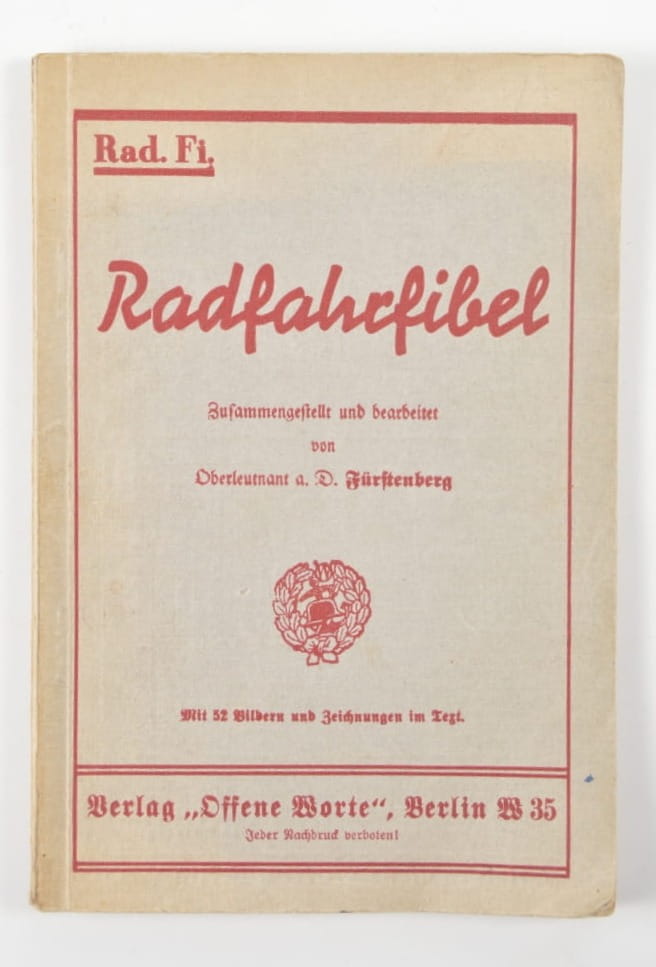 Rad. Fi.
Radfahrfibel
Zusammengestellt und bearbeitet
von
Oberleutnant a. D. Fürstenberg
Mit 52 Bildern und Zeichnungen im Text.
Verlag „Offene Worte“, Berlin W 35
Jeder Nachdruck verboten!